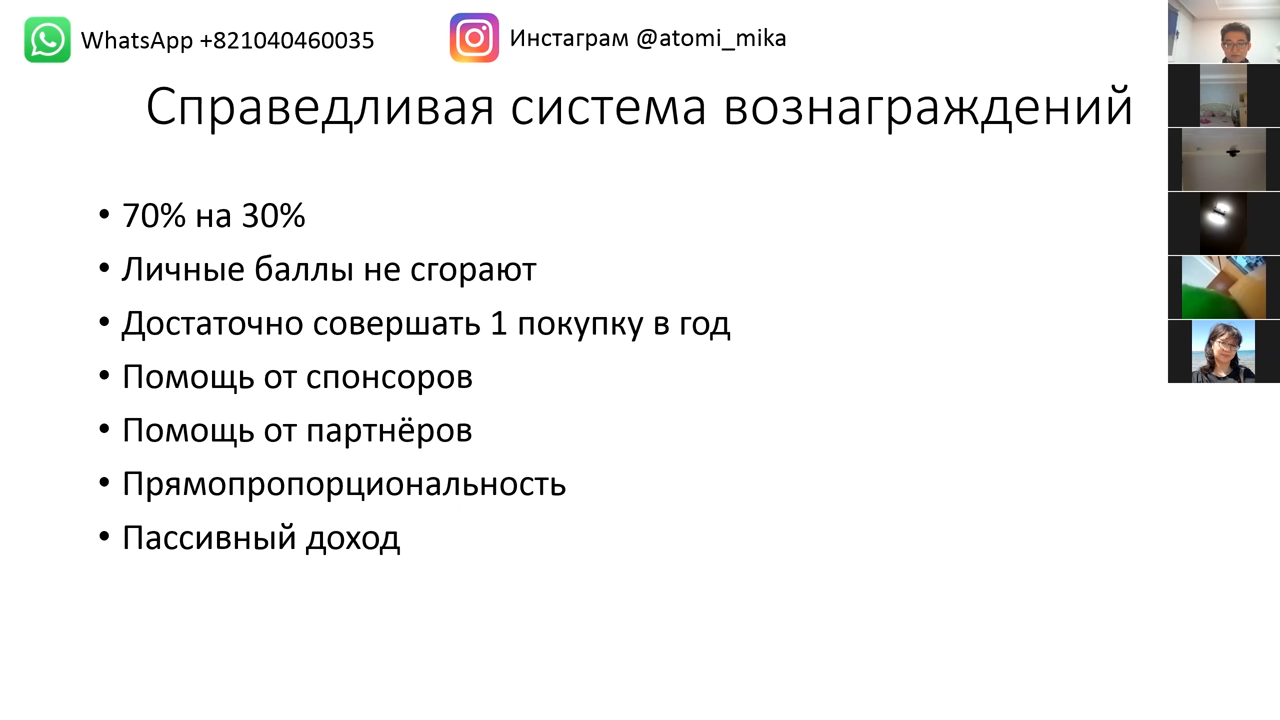 WhatsApp +821040460035
Инстаграм @atomi_mika
Справедливая система вознаграждений
• 70% на 30%
• Личные баллы не сгорают
• Достаточно совершать 1 покупку в год
• Помощь от спонсоров
• Помощь от партнёров
• Прямопропорциональность
• Пассивный доход